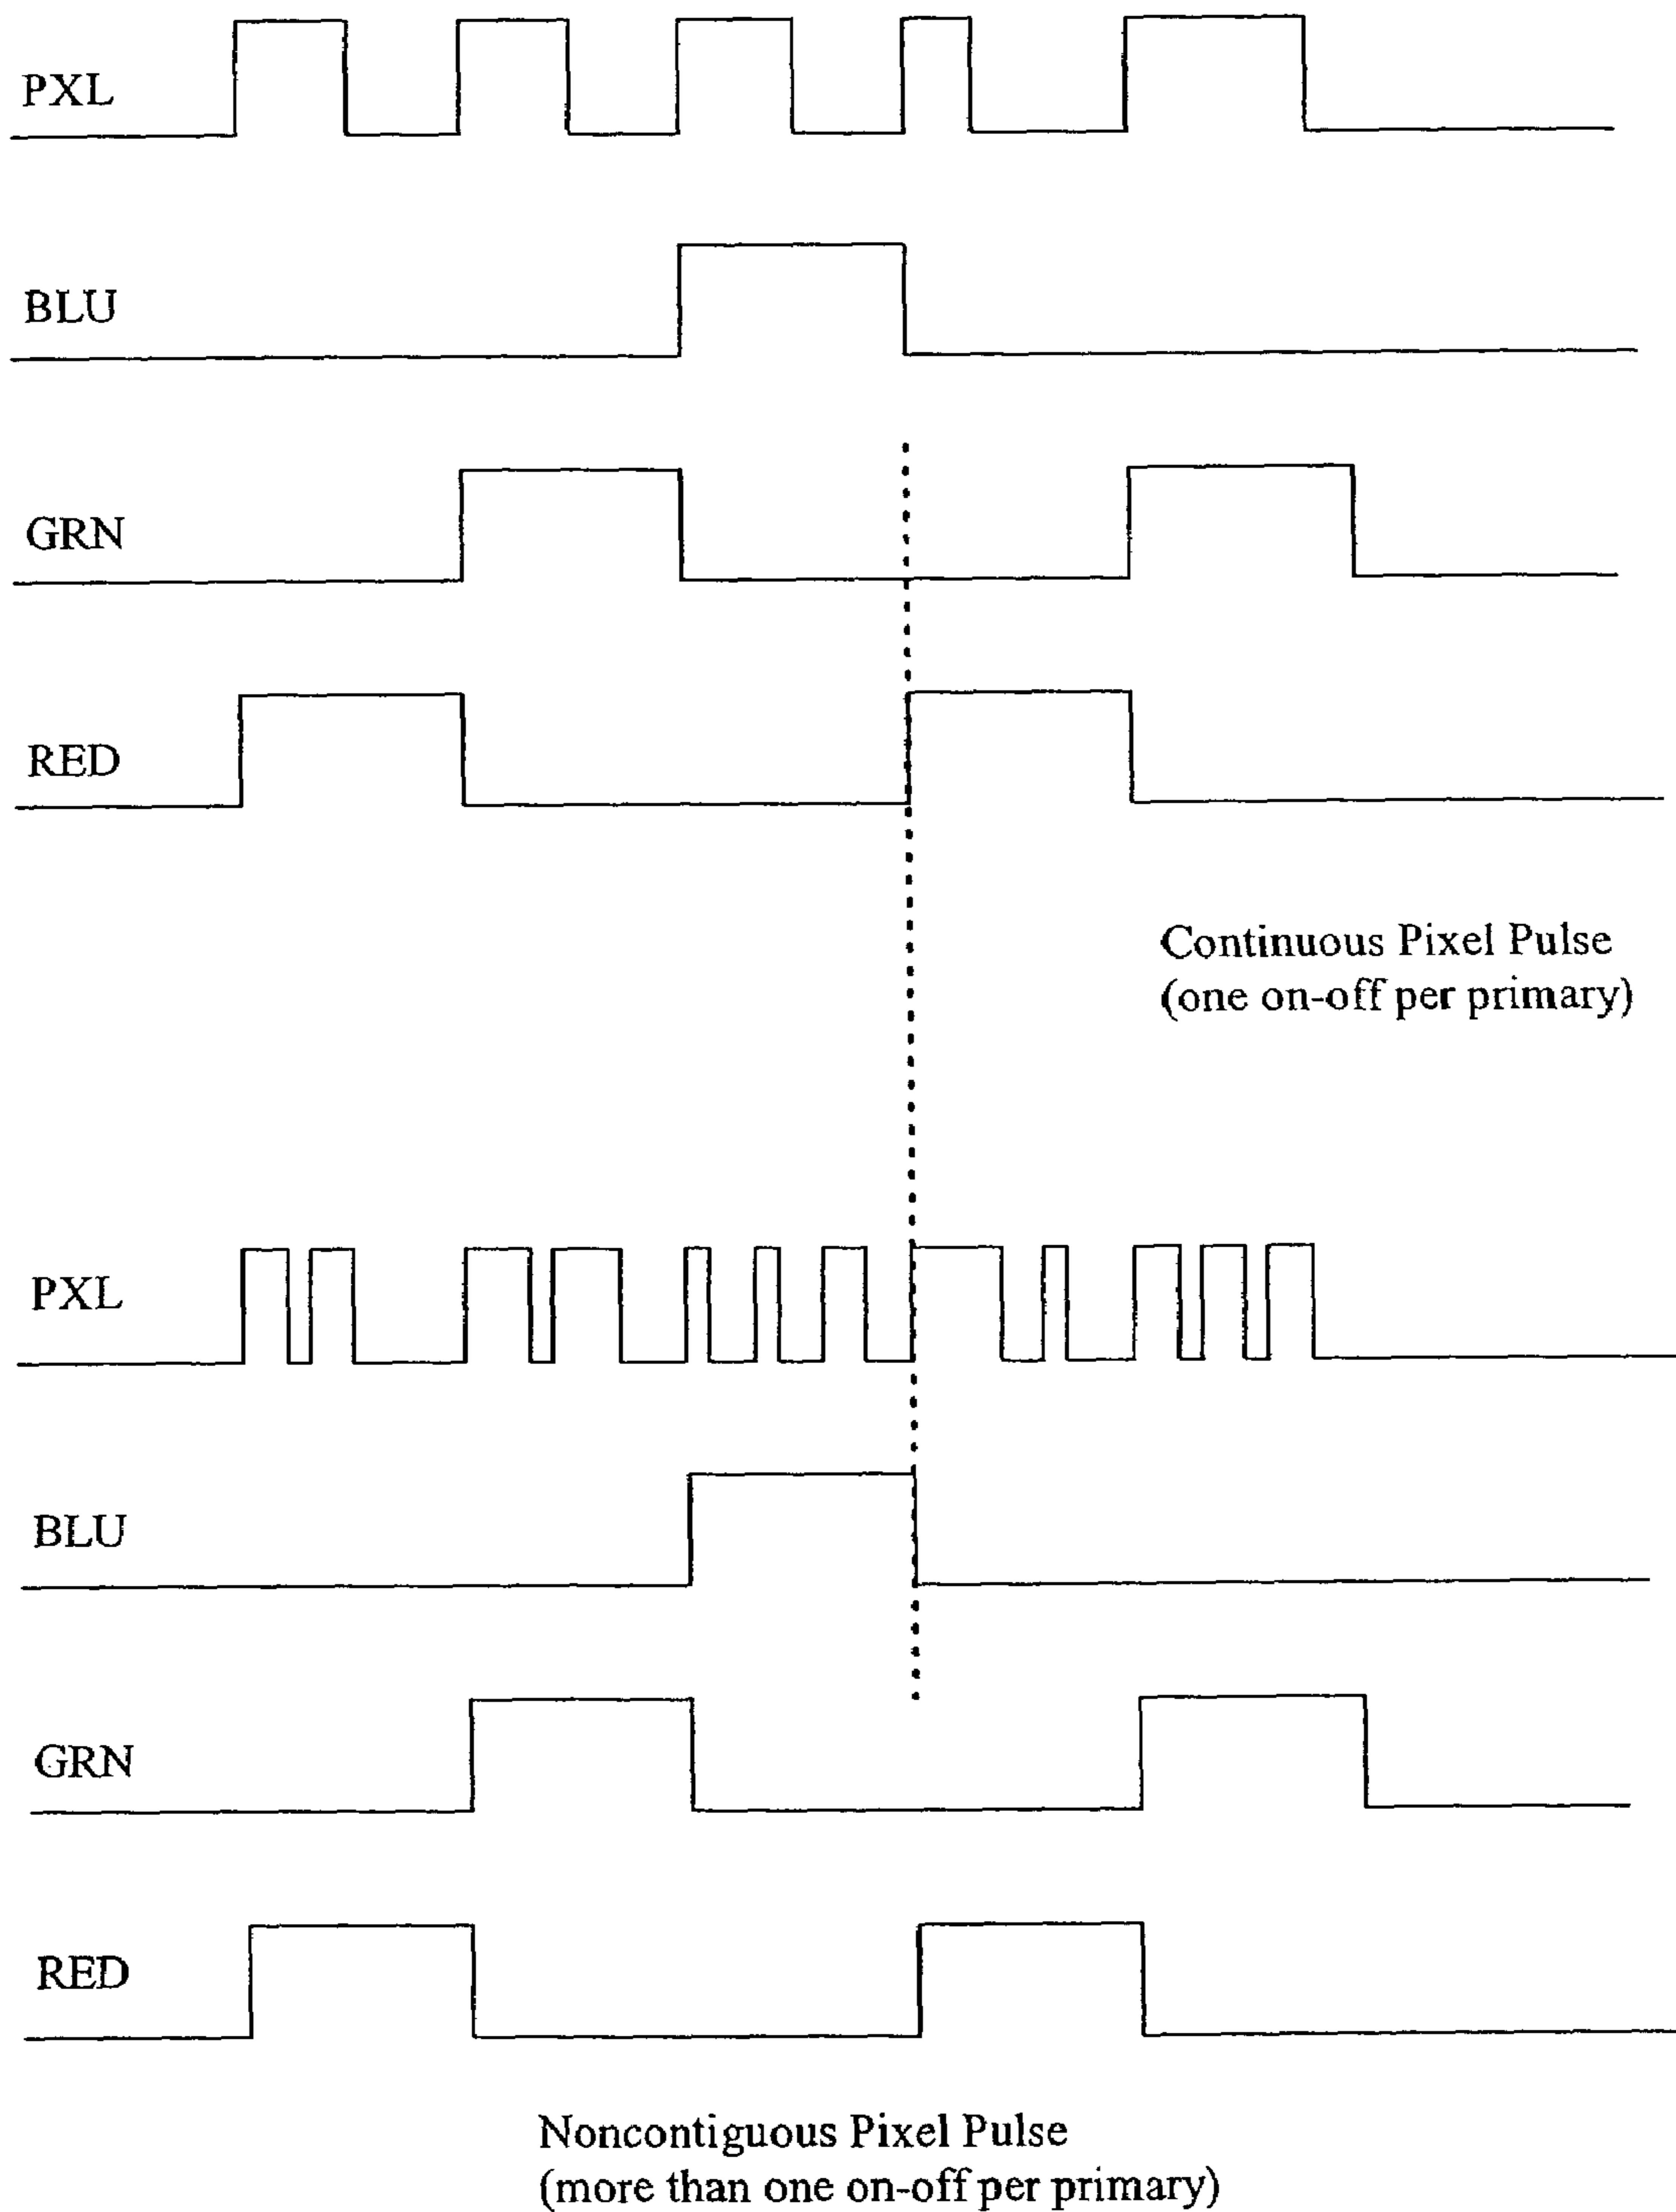 PXL
BLU
GRN
RED
Continuous Pixel Pulse
(one on-off per primary)
PXL
BLU
GRN
RED
Noncontiguous Pixel Pulse
(more than one on-off per primary)